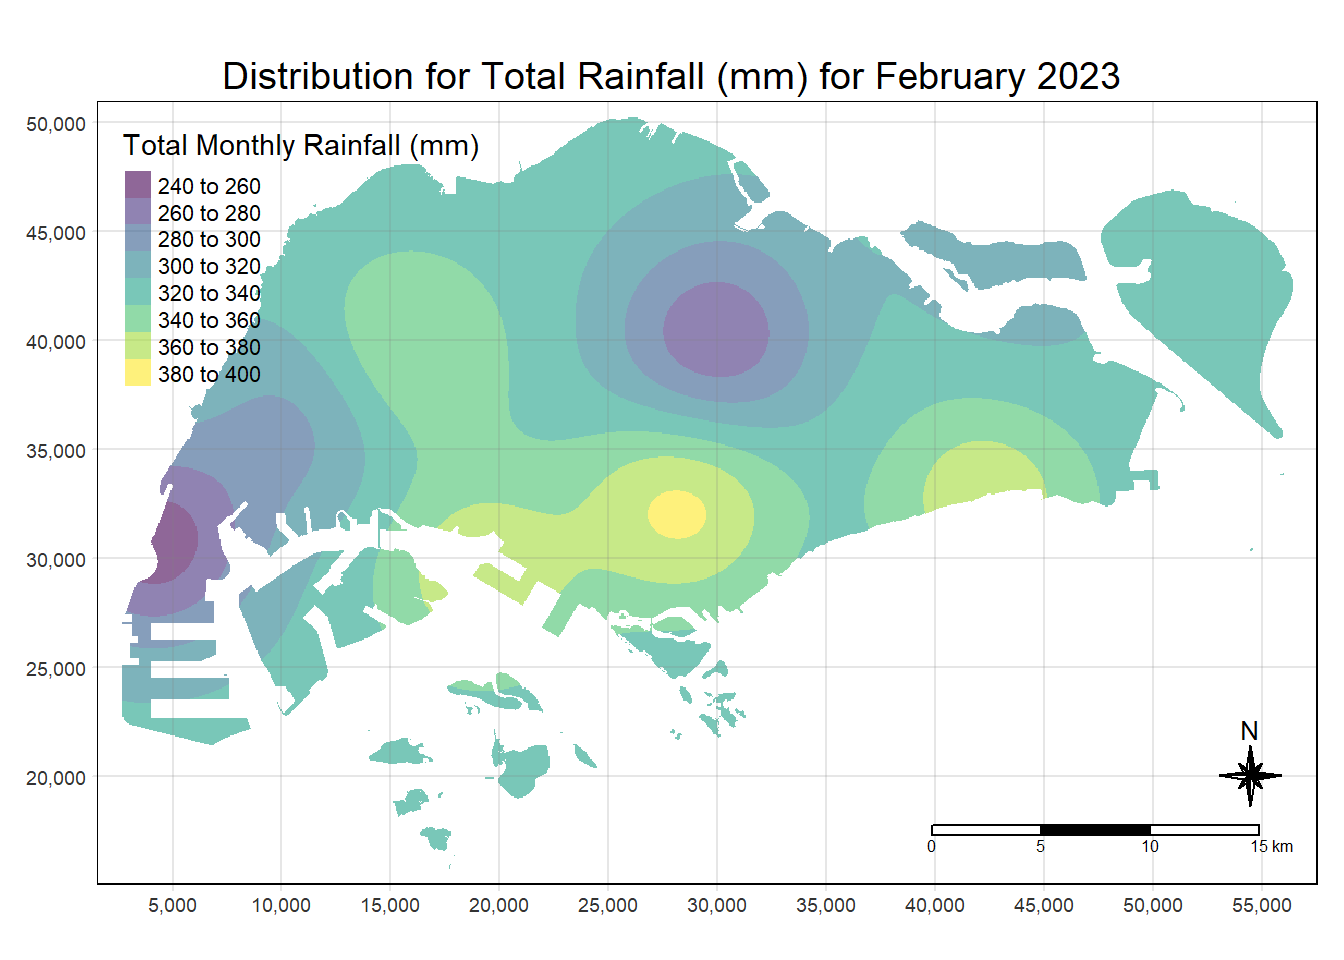 Distribution for Total Rainfall (mm) for February 2023
Total Monthly Rainfall (mm)
240 to 260
260 to 280
280 to 300
300 to 320
320 to 340
340 to 360
360 to 380
380 to 400
50,000
45,000
40,000
35,000
30,000
25,000
20,000
N
0 5 10 15 km
5,000 10,000 15,000 20,000 25,000 30,000 35,000 40,000 45,000 50,000 55,000